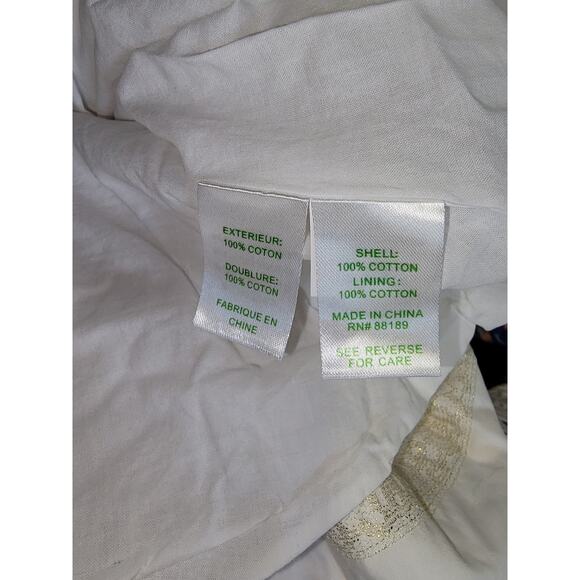 EXTERIEUR:
100% COTON
DOUBLURE:
100% COTON
FABRIQUE EN
CHINE
SHELL:
100% COTTON
LINING:
100% COTTON
MADE IN CHINA
RN# 88189
SEE REVERSE
FOR CARE